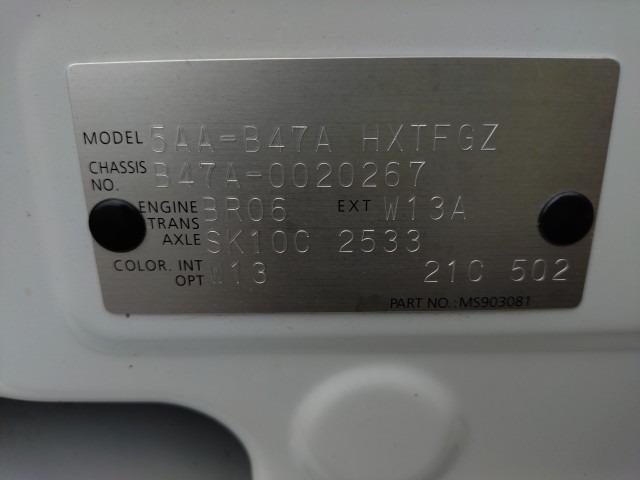 MODEL 5AA-B47A HXTFGZ
CHASSIS NO. B47A-0020267
ENGINE BR06 EXT W13A
TRANS AXLE SK10C 2533
COLOR. INT OPT W13 21C 502
PART NO.: MS903081